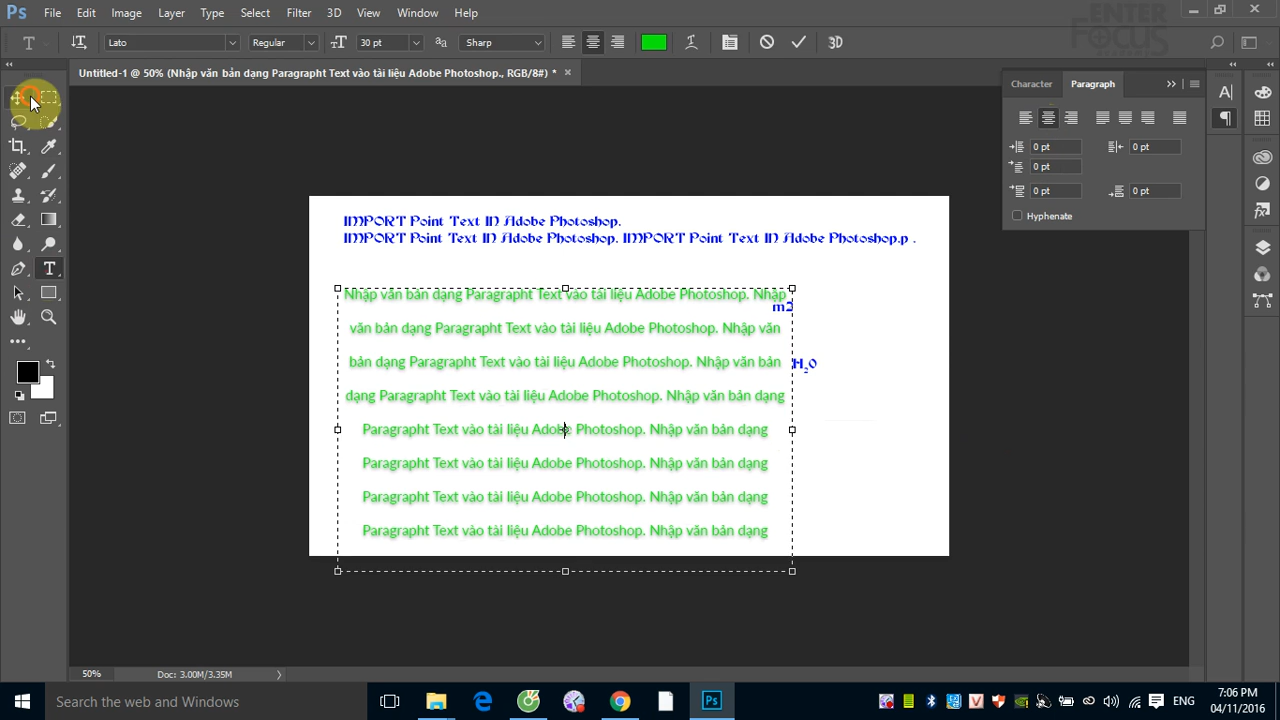 ENTER
FOCUS
Ps File Edit Image Layer Type Select Filter 3D View Window Help
Lato Regular 30 pt Sharp 3D
Untitled-1 @ 50% (Nhập văn bản dạng Paragrapht Text vào tài liệu Adobe Photoshop., RGB/8#) *
Character Paragraph
0 pt 0 pt
0 pt
0 pt 0 pt
Hyphenate
IMPORT Point Text IN Adobe Photoshop.
IMPORT Point Text IN Adobe Photoshop. IMPORT Point Text IN Adobe Photoshop.p .
Nhập văn bản dạng Paragrapht Text vào tài liệu Adobe Photoshop. Nhập
m2
văn bản dạng Paragrapht Text vào tài liệu Adobe Photoshop. Nhập văn
bản dạng Paragrapht Text vào tài liệu Adobe Photoshop. Nhập văn bản
H₂0
dạng Paragrapht Text vào tài liệu Adobe Photoshop. Nhập văn bản dạng
Paragrapht Text vào tài liệu Adobe Photoshop. Nhập văn bản dạng
Paragrapht Text vào tài liệu Adobe Photoshop. Nhập văn bản dạng
Paragrapht Text vào tài liệu Adobe Photoshop. Nhập văn bản dạng
Paragrapht Text vào tài liệu Adobe Photoshop. Nhập văn bản dạng
50% Doc: 3.00M/3.35M
Search the web and Windows
Ps
ENG
7:06 PM
04/11/2016